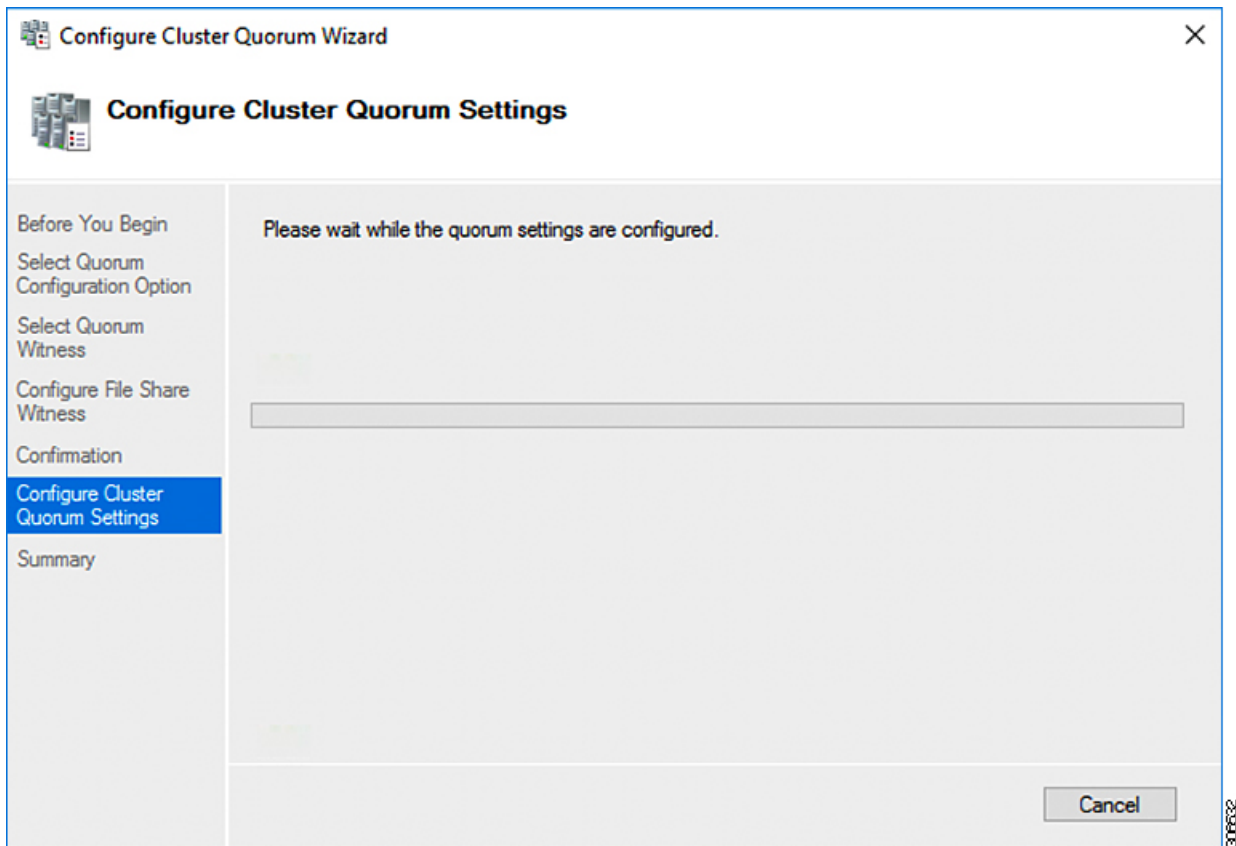 Configure Cluster Quorum Wizard
Configure Cluster Quorum Settings
Before You Begin
Select Quorum
Configuration Option
Select Quorum
Witness
Configure File Share
Witness
Confirmation
Configure Cluster
Quorum Settings
Summary
Please wait while the quorum settings are configured.
Cancel
306632